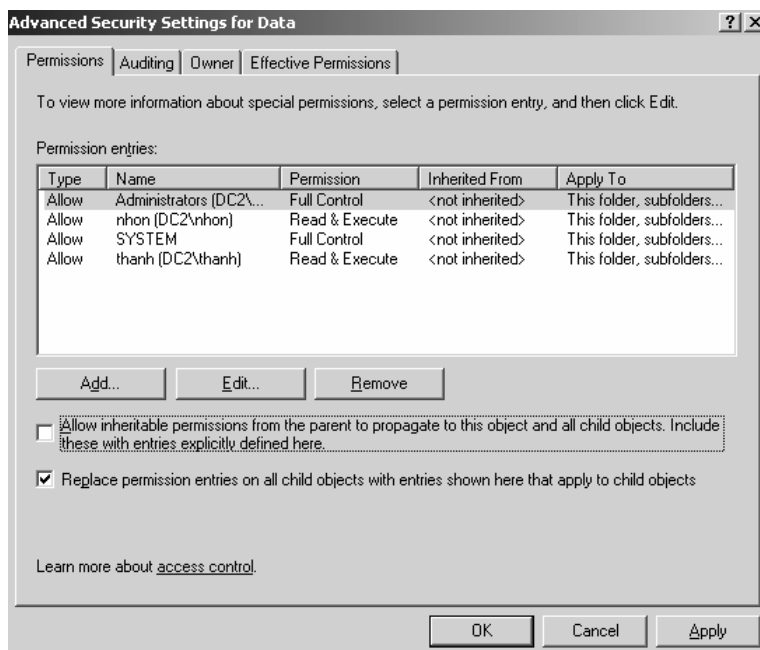 Advanced Security Settings for Data
Permissions Auditing Owner Effective Permissions
To view more information about special permissions, select a permission entry, and then click Edit.
Permission entries:
Type Name Permission Inherited From Apply To
Allow Administrators (DC2\... Full Control <not inherited> This folder, subfolders...
Allow nhon (DC2\nhon) Read & Execute <not inherited> This folder, subfolders...
Allow SYSTEM Full Control <not inherited> This folder, subfolders...
Allow thanh (DC2\thanh) Read & Execute <not inherited> This folder, subfolders...
Add... Edit... Remove
Allow inheritable permissions from the parent to propagate to this object and all child objects. Include
these with entries explicitly defined here.
Replace permission entries on all child objects with entries shown here that apply to child objects
Learn more about access control.
OK Cancel Apply